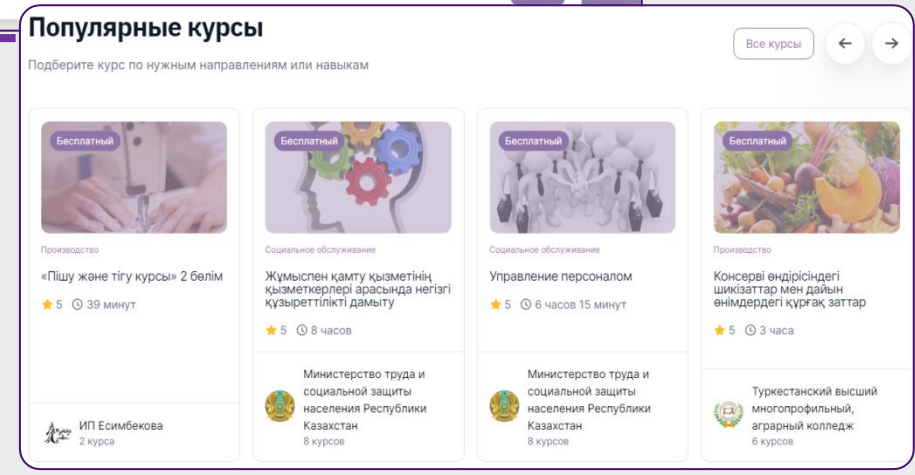 Популярные курсы
Подберите курс по нужным направлениям или навыкам
Все курсы
Бесплатный
Производство
«Пішу және тігу курсы» 2 бөлім
5 39 минут
ИП Есимбекова
2 курса
Бесплатный
Социальное обслуживание
Жұмыспен қамту қызметінің
қызметкерлері арасында негізгі
құзыреттілікті дамыту
5 8 часов
Министерство труда и
социальной защиты
населения Республики
Казахстан
8 курсов
Бесплатный
Социальное обслуживание
Управление персоналом
5 6 часов 15 минут
Министерство труда и
социальной защиты
населения Республики
Казахстан
8 курсов
Бесплатный
Производство
Консерві өндірісіндегі
шикізаттар мен дайын
өнімдердегі құрғақ заттар
5 3 часа
Туркестанский высший
многопрофильный,
аграрный колледж
6 курсов